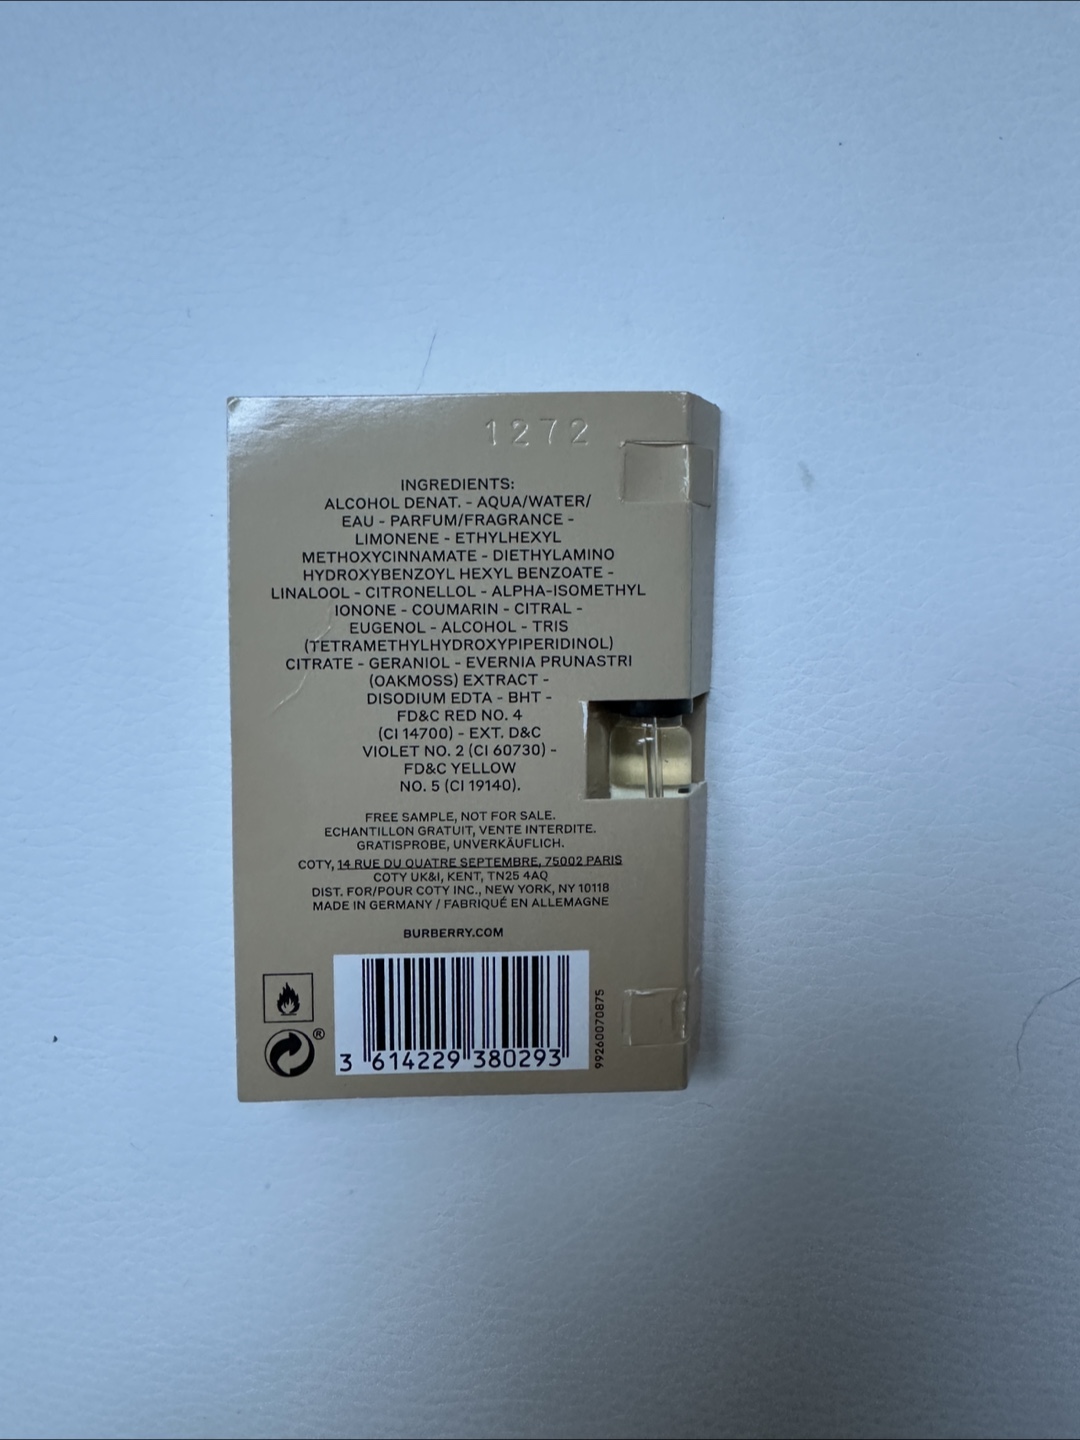 1272
INGREDIENTS:
ALCOHOL DENAT. - AQUA/WATER/
EAU - PARFUM/FRAGRANCE -
LIMONENE - ETHYLHEXYL
METHOXYCINNAMATE - DIETHYLAMINO
HYDROXYBENZOYL HEXYL BENZOATE -
LINALOOL - CITRONELLOL - ALPHA-ISOMETHYL
IONONE - COUMARIN - CITRAL -
EUGENOL - ALCOHOL - TRIS
(TETRAMETHYLHYDROXYPIPERIDINOL)
CITRATE - GERANIOL - EVERNIA PRUNASTRI
(OAKMOSS) EXTRACT -
DISODIUM EDTA - BHT -
FD&C RED NO. 4
(CI 14700) - EXT. D&C
VIOLET NO. 2 (CI 60730) -
FD&C YELLOW
NO. 5 (CI 19140).
FREE SAMPLE, NOT FOR SALE.
ECHANTILLON GRATUIT, VENTE INTERDITE.
GRATISPROBE, UNVERKÄUFLICH.
COTY, 14 RUE DU QUATRE SEPTEMBRE, 75002 PARIS
COTY UK&I, KENT, TN25 4AQ
DIST. FOR/POUR COTY INC., NEW YORK, NY 10118
MADE IN GERMANY / FABRIQUÉ EN ALLEMAGNE
BURBERRY.COM
®
3 614229 380293
99260070875